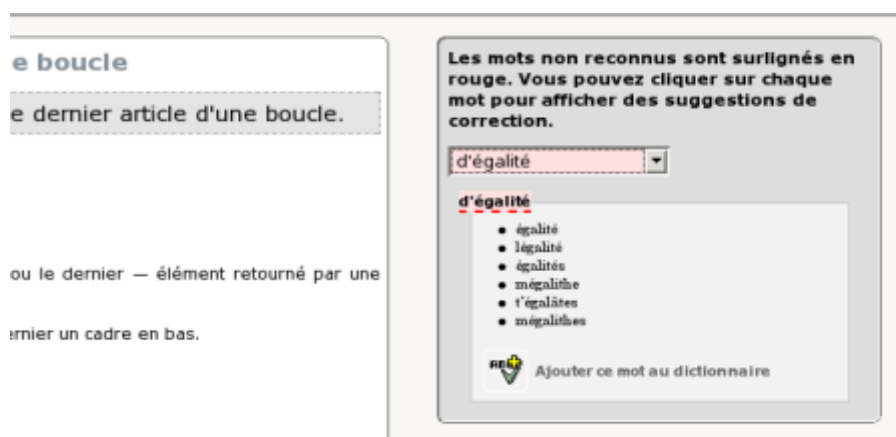 e boucle
e dernier article d'une boucle.
ou le dernier — élément retourné par une
ernier un cadre en bas.
Les mots non reconnus sont surlignés en
rouge. Vous pouvez cliquer sur chaque
mot pour afficher des suggestions de
correction.
d'égalité
d'égalité
égalité
légalité
égalités
mégalithe
t'égalâtes
mégalithes
Ajouter ce mot au dictionnaire